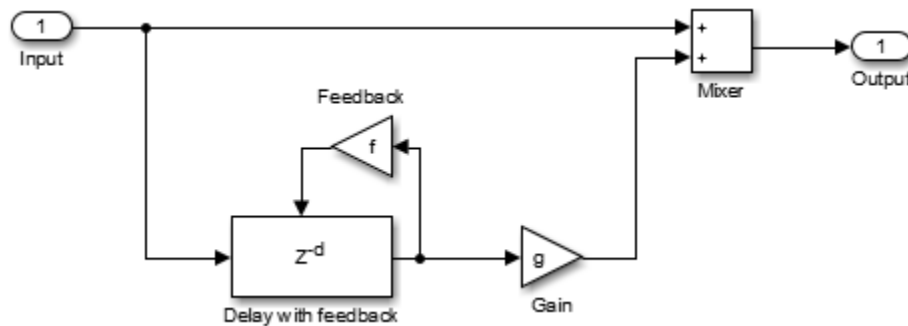 1
Input
+
+
Mixer
1
Output
Feedback
f
Z-d
Delay with feedback
g
Gain